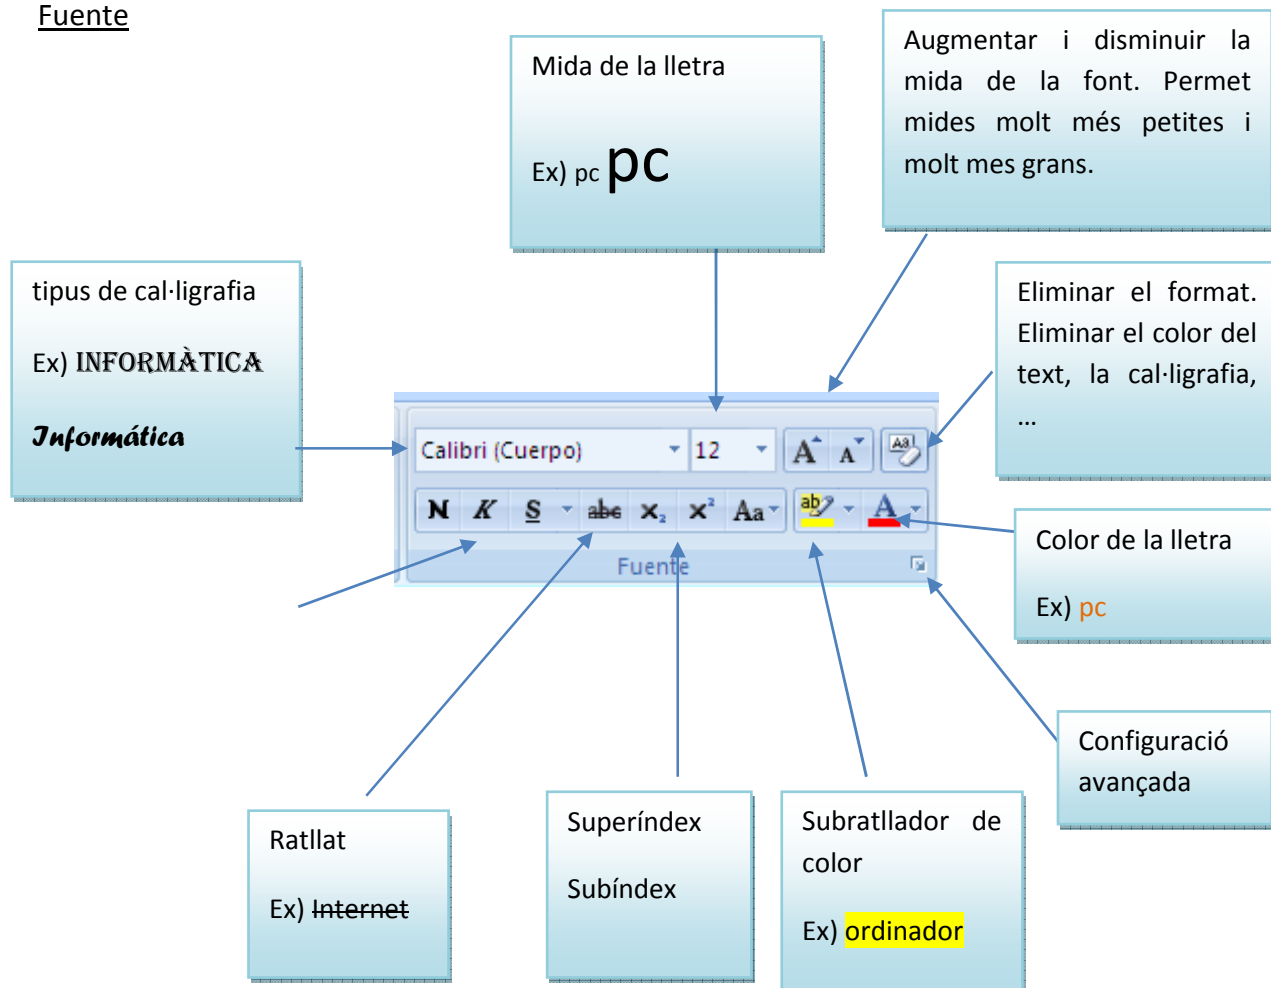 Fuente
Mida de la lletra
Ex) pc pc
Augmentar i disminuir la
mida de la font. Permet
mides molt més petites i
molt mes grans.
tipus de cal·ligrafia
Ex) INFORMÀTICA
Informática
Eliminar el format.
Eliminar el color del
text, la cal·ligrafia,
...
Calibri (Cuerpo) 12 A A Aa
N K S abc x₂ x² Aa ab A
Fuente
Color de la lletra
Ex) pc
Configuració
avançada
Ratllat
Ex) Internet
Superíndex
Subíndex
Subratllador de
color
Ex) ordinador